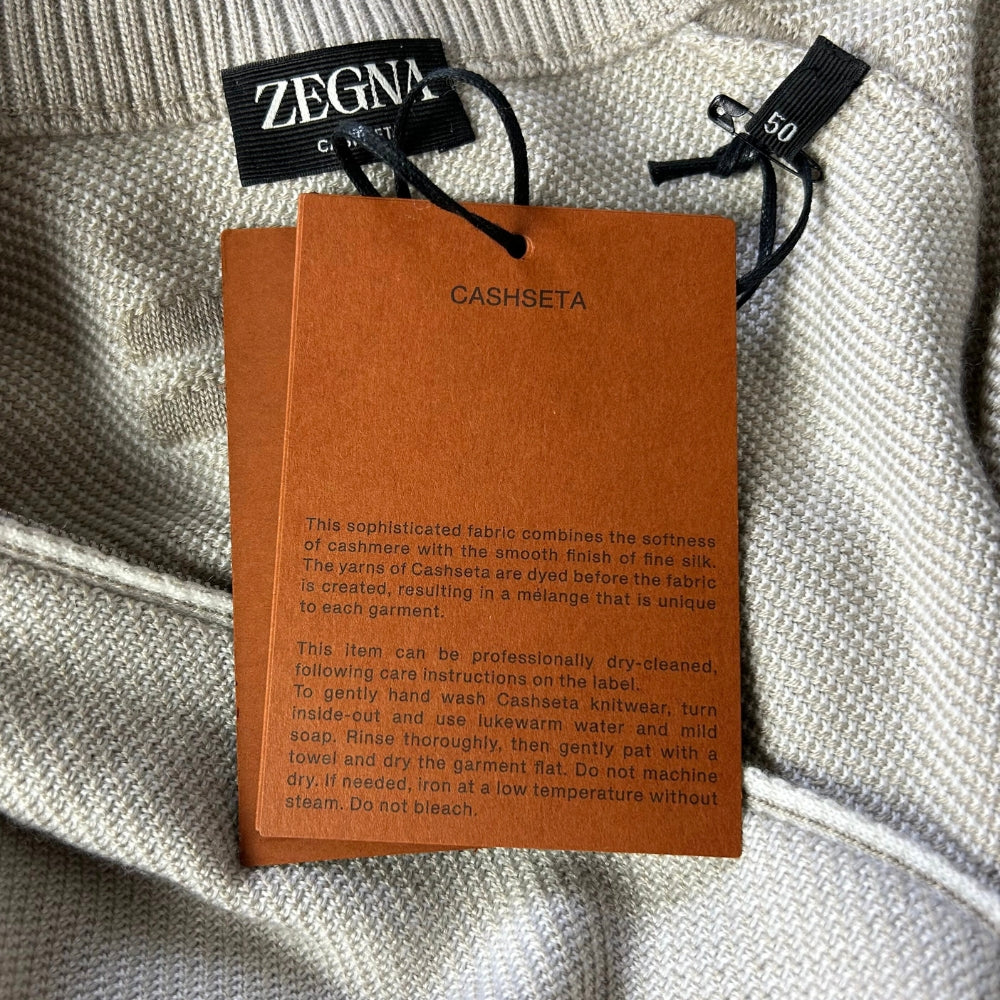 ZEGNA
50
CASHSETA
This sophisticated fabric combines the softness
of cashmere with the smooth finish of fine silk.
The yarns of Cashseta are dyed before the fabric
is created, resulting in a mélange that is unique
to each garment.
This item can be professionally dry-cleaned,
following care instructions on the label.
To gently hand wash Cashseta knitwear, turn
inside-out and use lukewarm water and mild
soap. Rinse thoroughly, then gently pat with a
towel and dry the garment flat. Do not machine
dry. If needed, iron at a low temperature without
steam. Do not bleach.